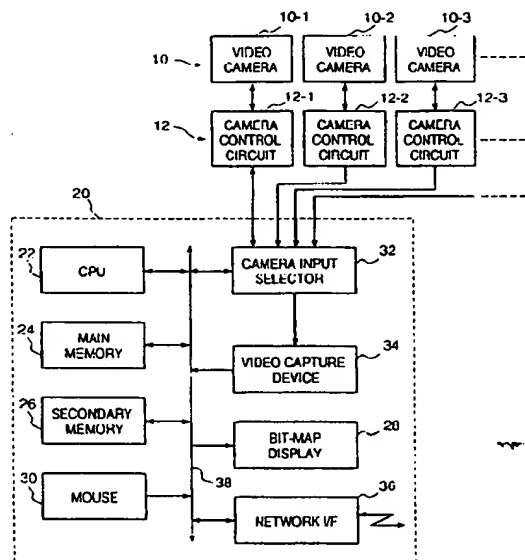 10-1
10-2
10-3
10
VIDEO
CAMERA
VIDEO
CAMERA
VIDEO
CAMERA
12-1
12-2
12-3
12
CAMERA
CONTROL
CIRCUIT
CAMERA
CONTROL
CIRCUIT
CAMERA
CONTROL
CIRCUIT
20
22
CPU
CAMERA INPUT
SELECTOR
32
24
MAIN
MEMORY
VIDEO CAPTURE
DEVICE
34
26
SECONDARY
MEMORY
BIT-MAP
DISPLAY
28
30
MOUSE
38
NETWORK I/F
36